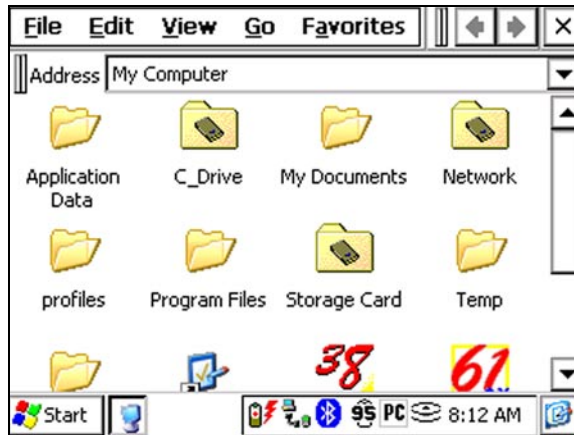 File Edit View Go Favorites
Address My Computer
Application Data C_Drive My Documents Network
profiles Program Files Storage Card Temp
38 61
Start 95 PC 8:12 AM